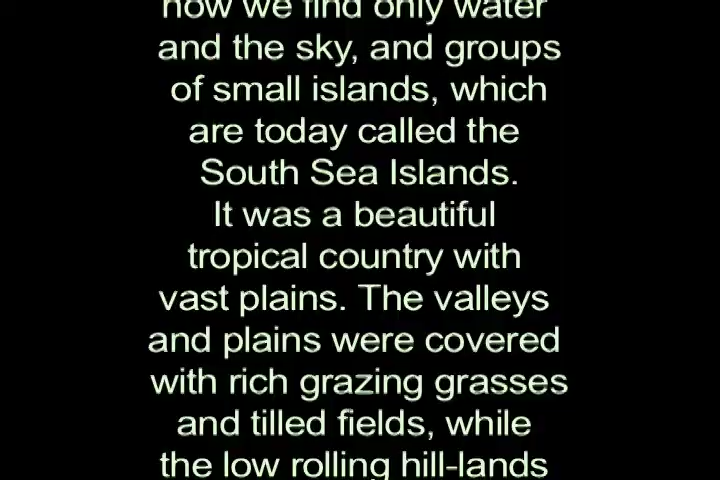 now we find only water
and the sky, and groups
of small islands, which
are today called the
South Sea Islands.
It was a beautiful
tropical country with
vast plains. The valleys
and plains were covered
with rich grazing grasses
and tilled fields, while
the low rolling hill-lands